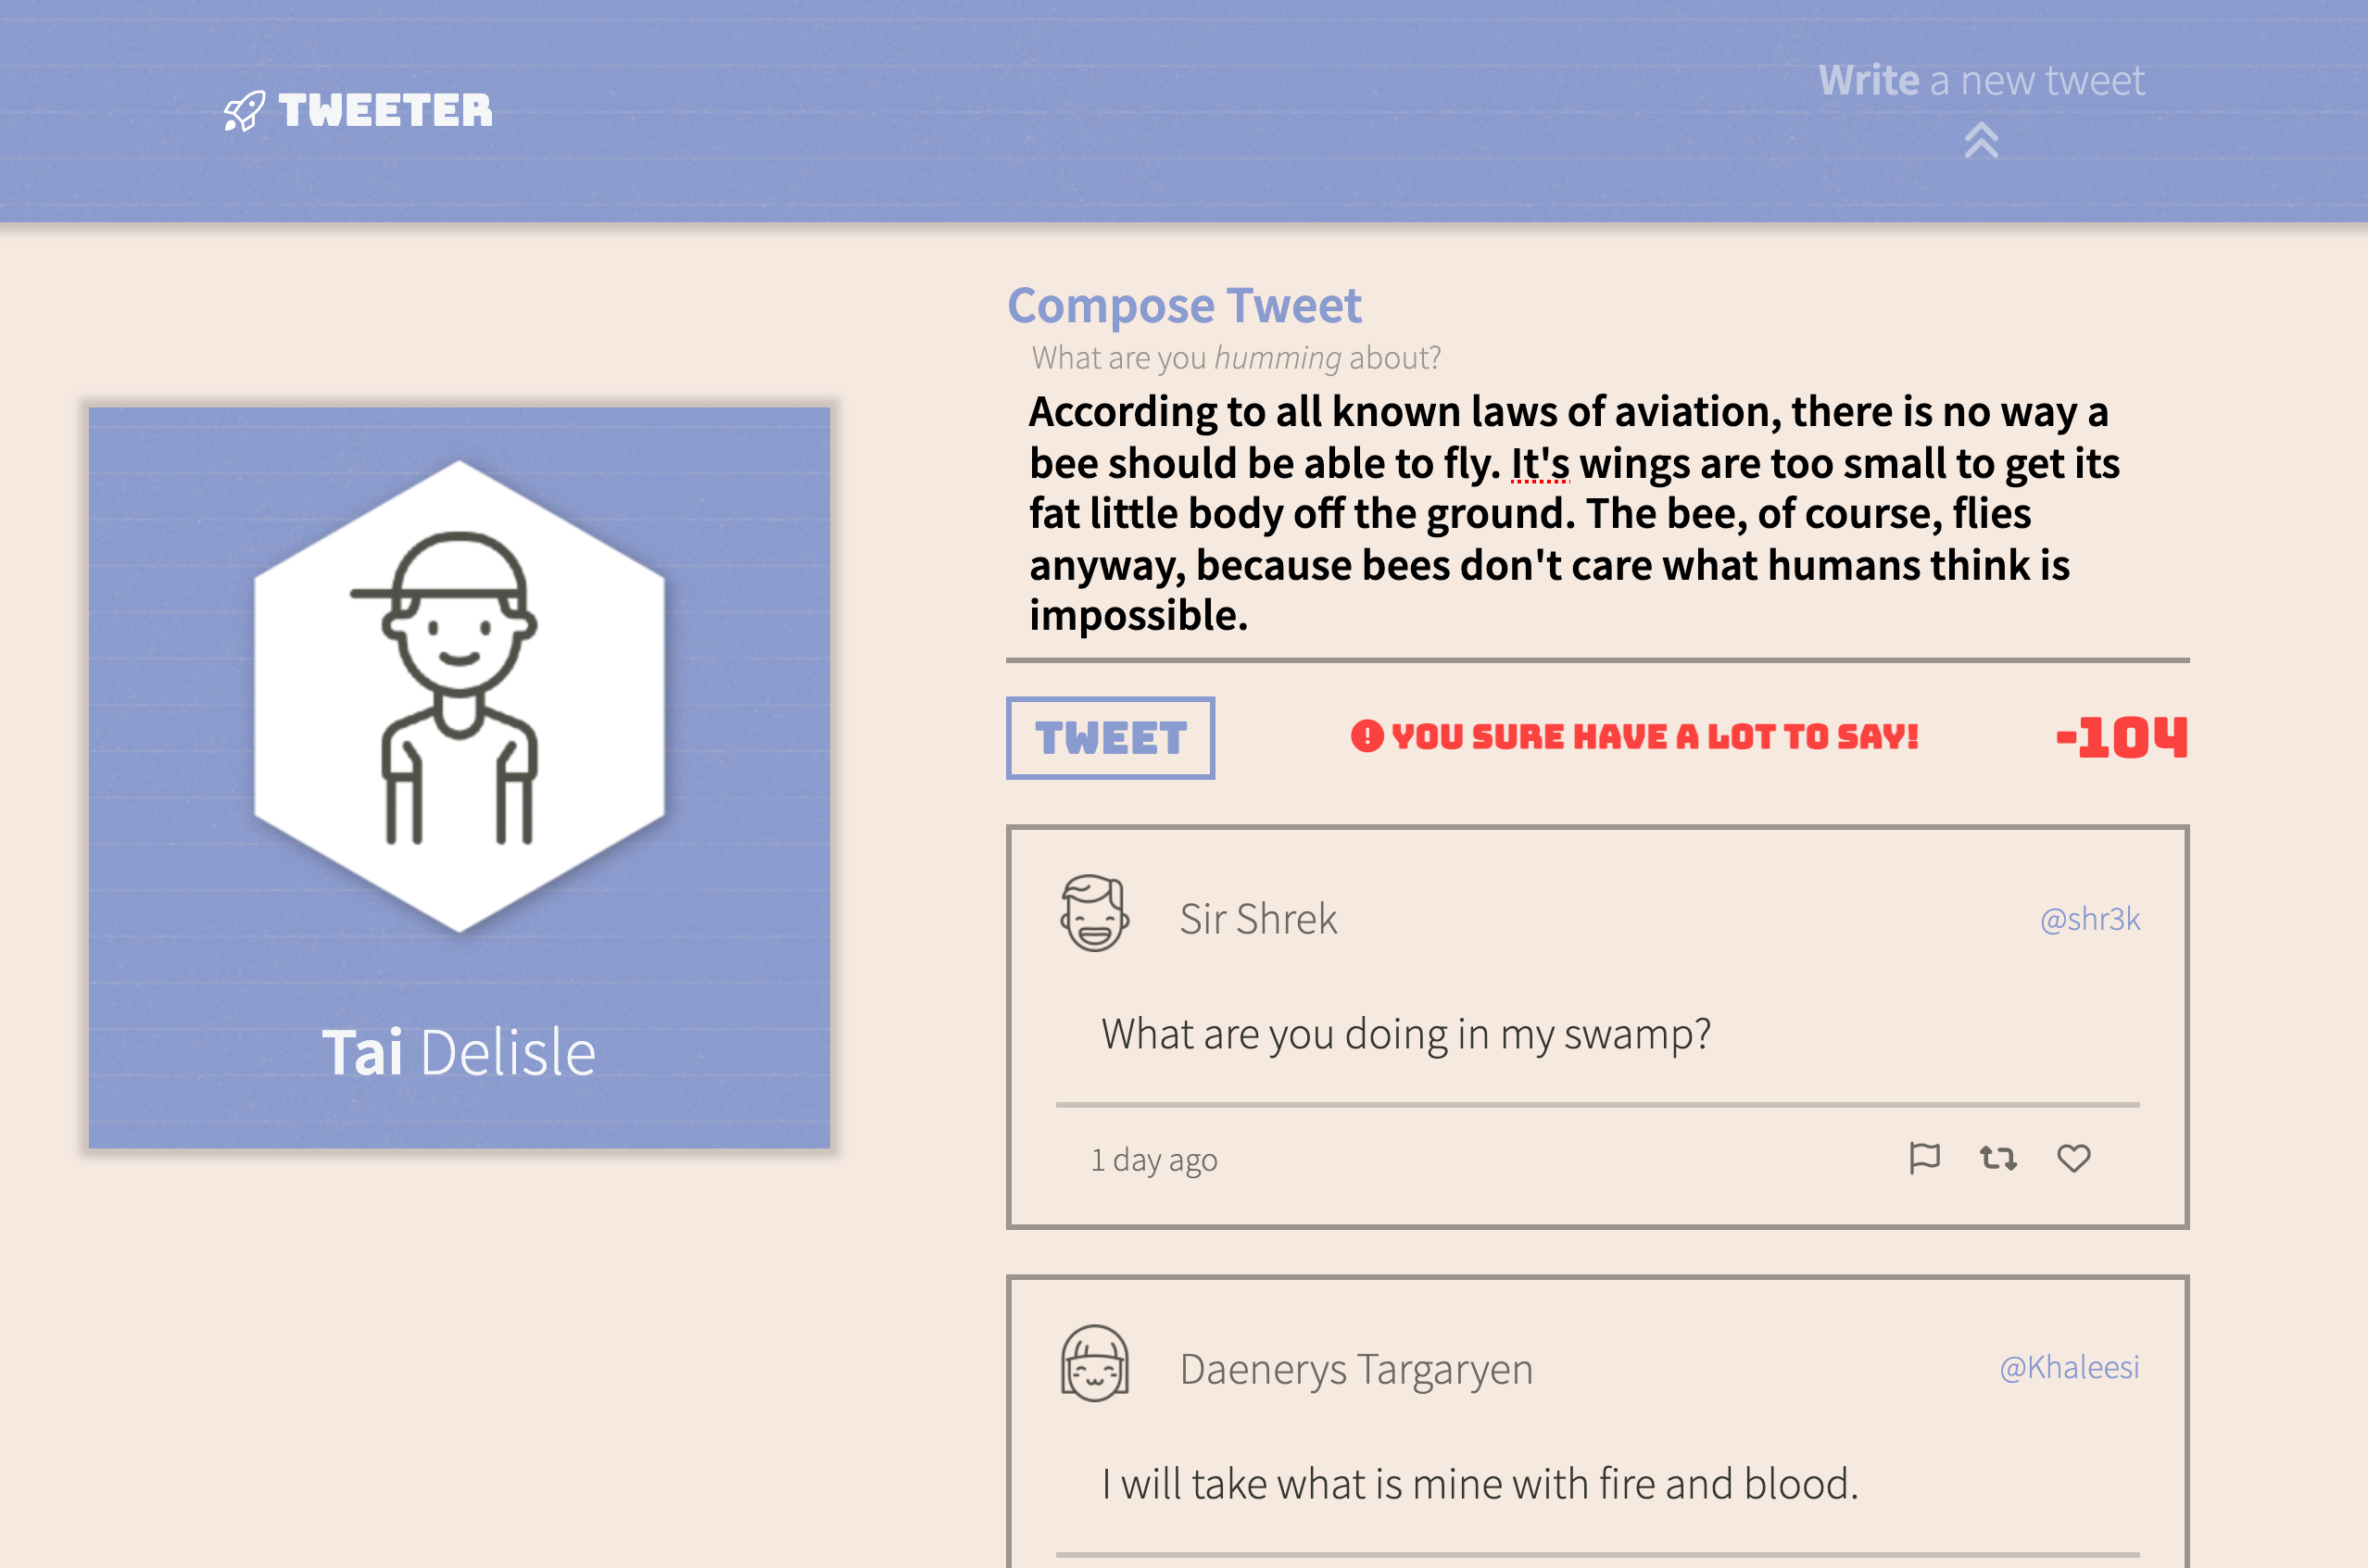 TWEETER
Write a new tweet
Compose Tweet
What are you humming about?
According to all known laws of aviation, there is no way a
bee should be able to fly. It's wings are too small to get its
fat little body off the ground. The bee, of course, flies
anyway, because bees don't care what humans think is
impossible.
TWEET
YOU SURE HAVE A LOT TO SAY!
-104
Tai Delisle
Sir Shrek
@shr3k
What are you doing in my swamp?
1 day ago
Daenerys Targaryen
@Khaleesi
I will take what is mine with fire and blood.